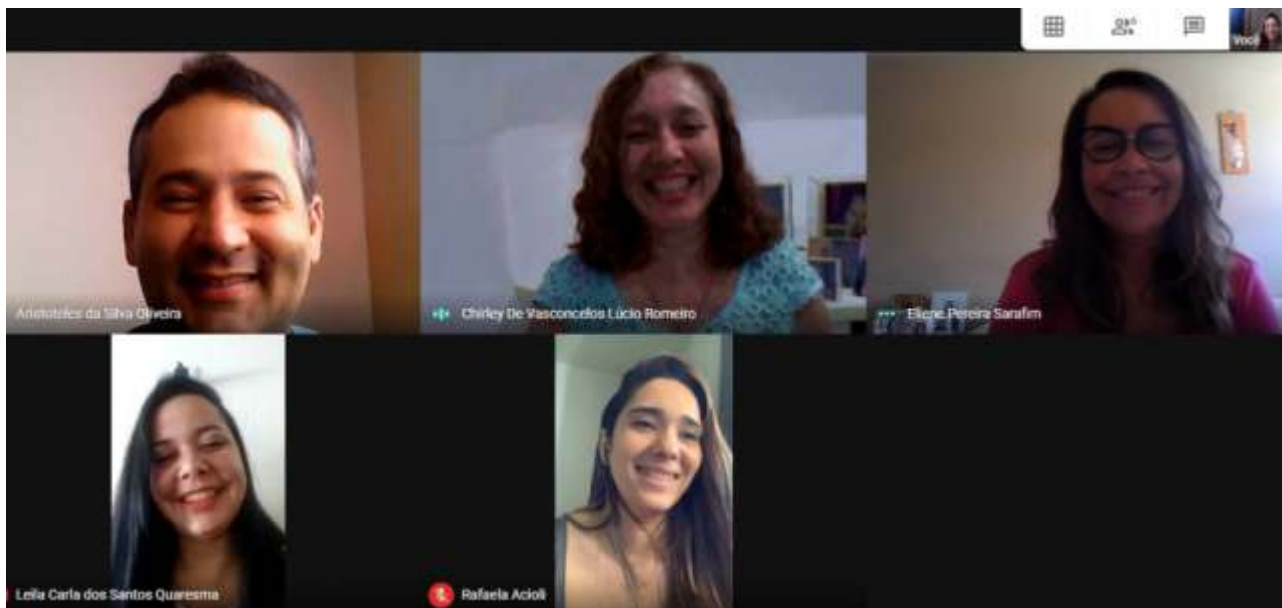 Você
Aristoteles da Silva Oliveira
Chirley De Vasconcelos Lúcio Romeiro
Eliene Pereira Sarafim
Leila Carla dos Santos Quaresma
Rafaela Acioli